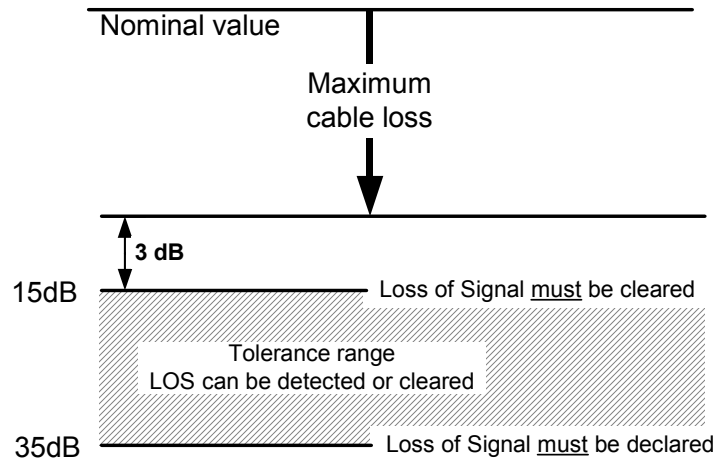 Nominal value
Maximum
cable loss
3 dB
15dB
Loss of Signal must be cleared
Tolerance range
LOS can be detected or cleared
35dB
Loss of Signal must be declared